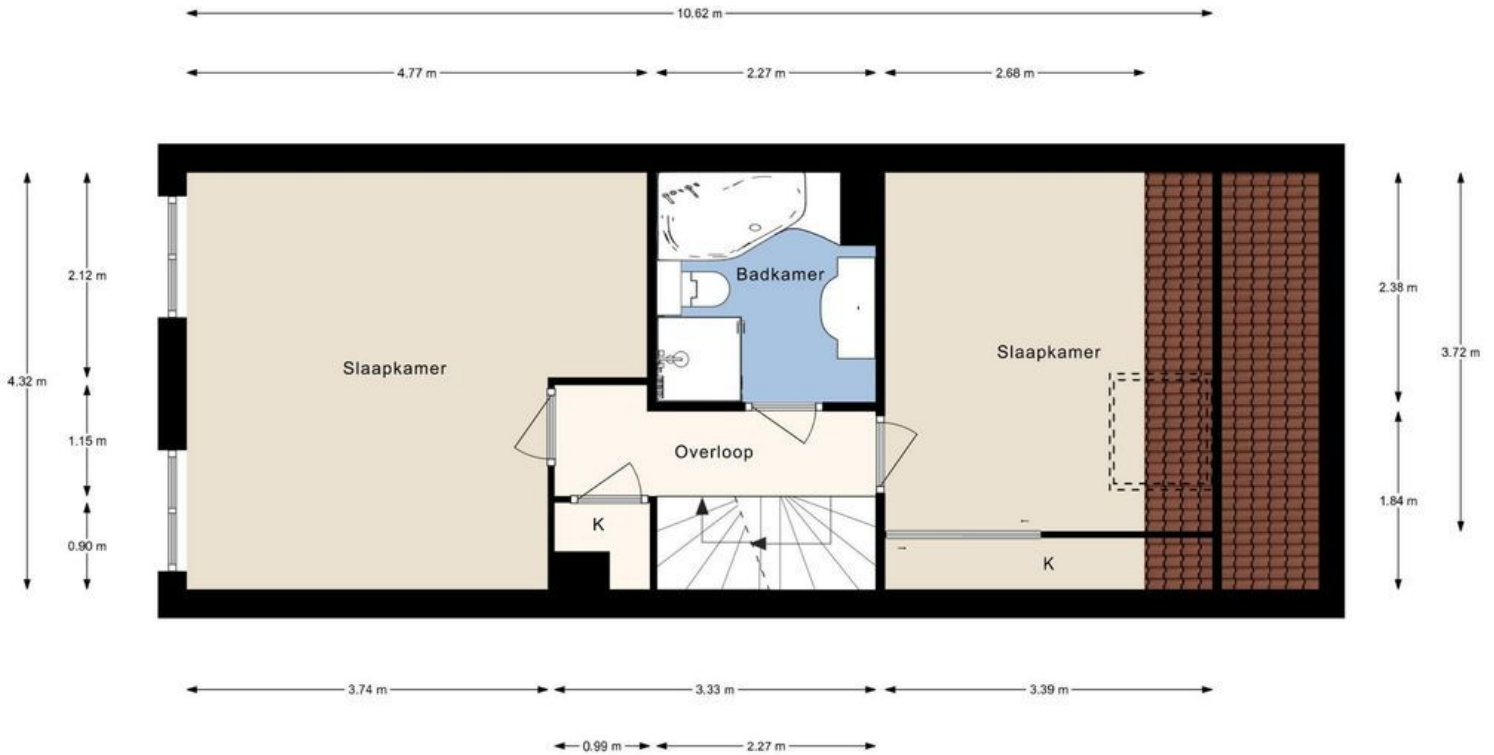 10.62 m
4.77 m
2.27 m
2.68 m
4.32 m
2.12 m
1.15 m
0.90 m
Slaapkamer
Badkamer
Slaapkamer
Overloop
K
K
2.38 m
3.72 m
1.84 m
3.74 m
3.33 m
3.39 m
0.99 m
2.27 m